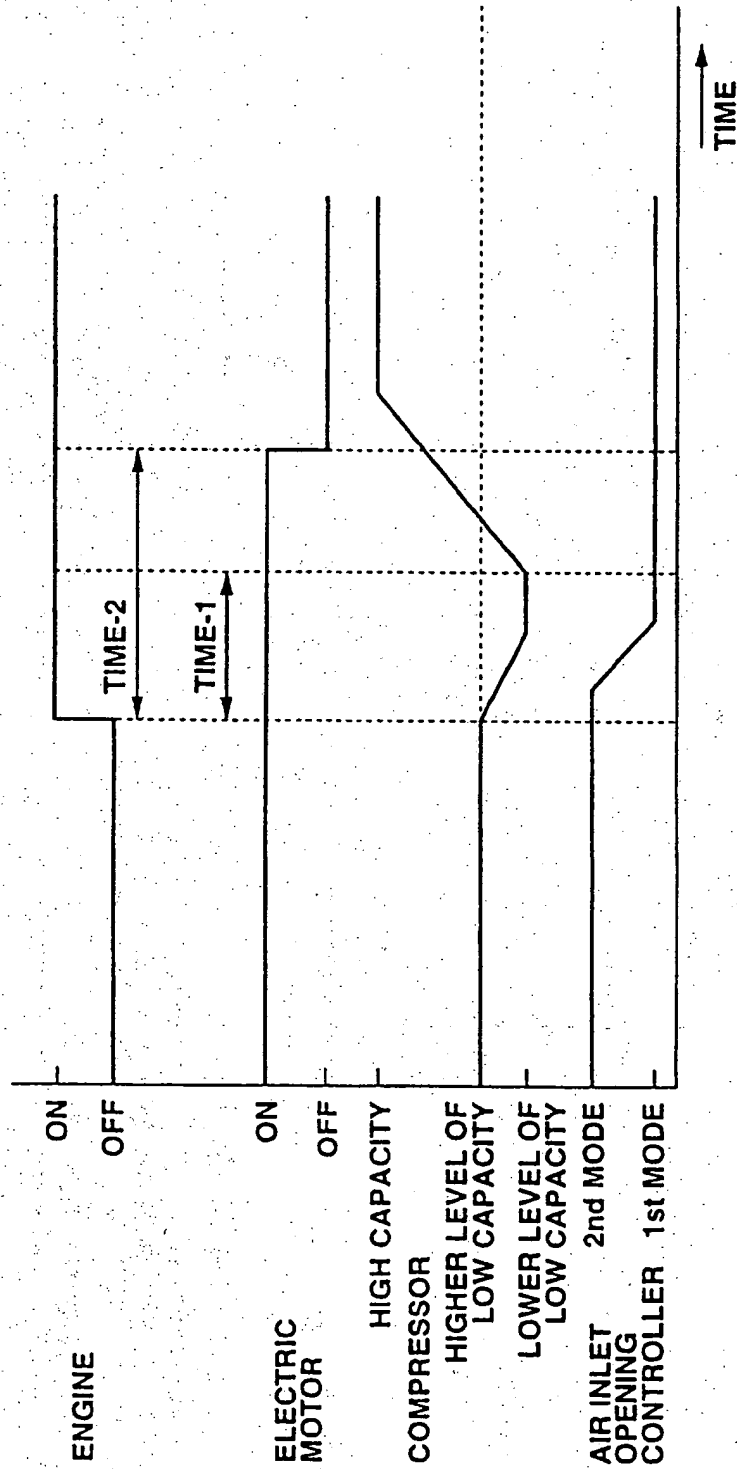 ENGINE
ON
OFF
TIME-2
TIME-1
ELECTRIC
MOTOR
ON
OFF
COMPRESSOR
HIGH CAPACITY
HIGHER LEVEL OF
LOW CAPACITY
LOWER LEVEL OF
LOW CAPACITY
AIR INLET
OPENING
CONTROLLER
2nd MODE
1st MODE
TIME